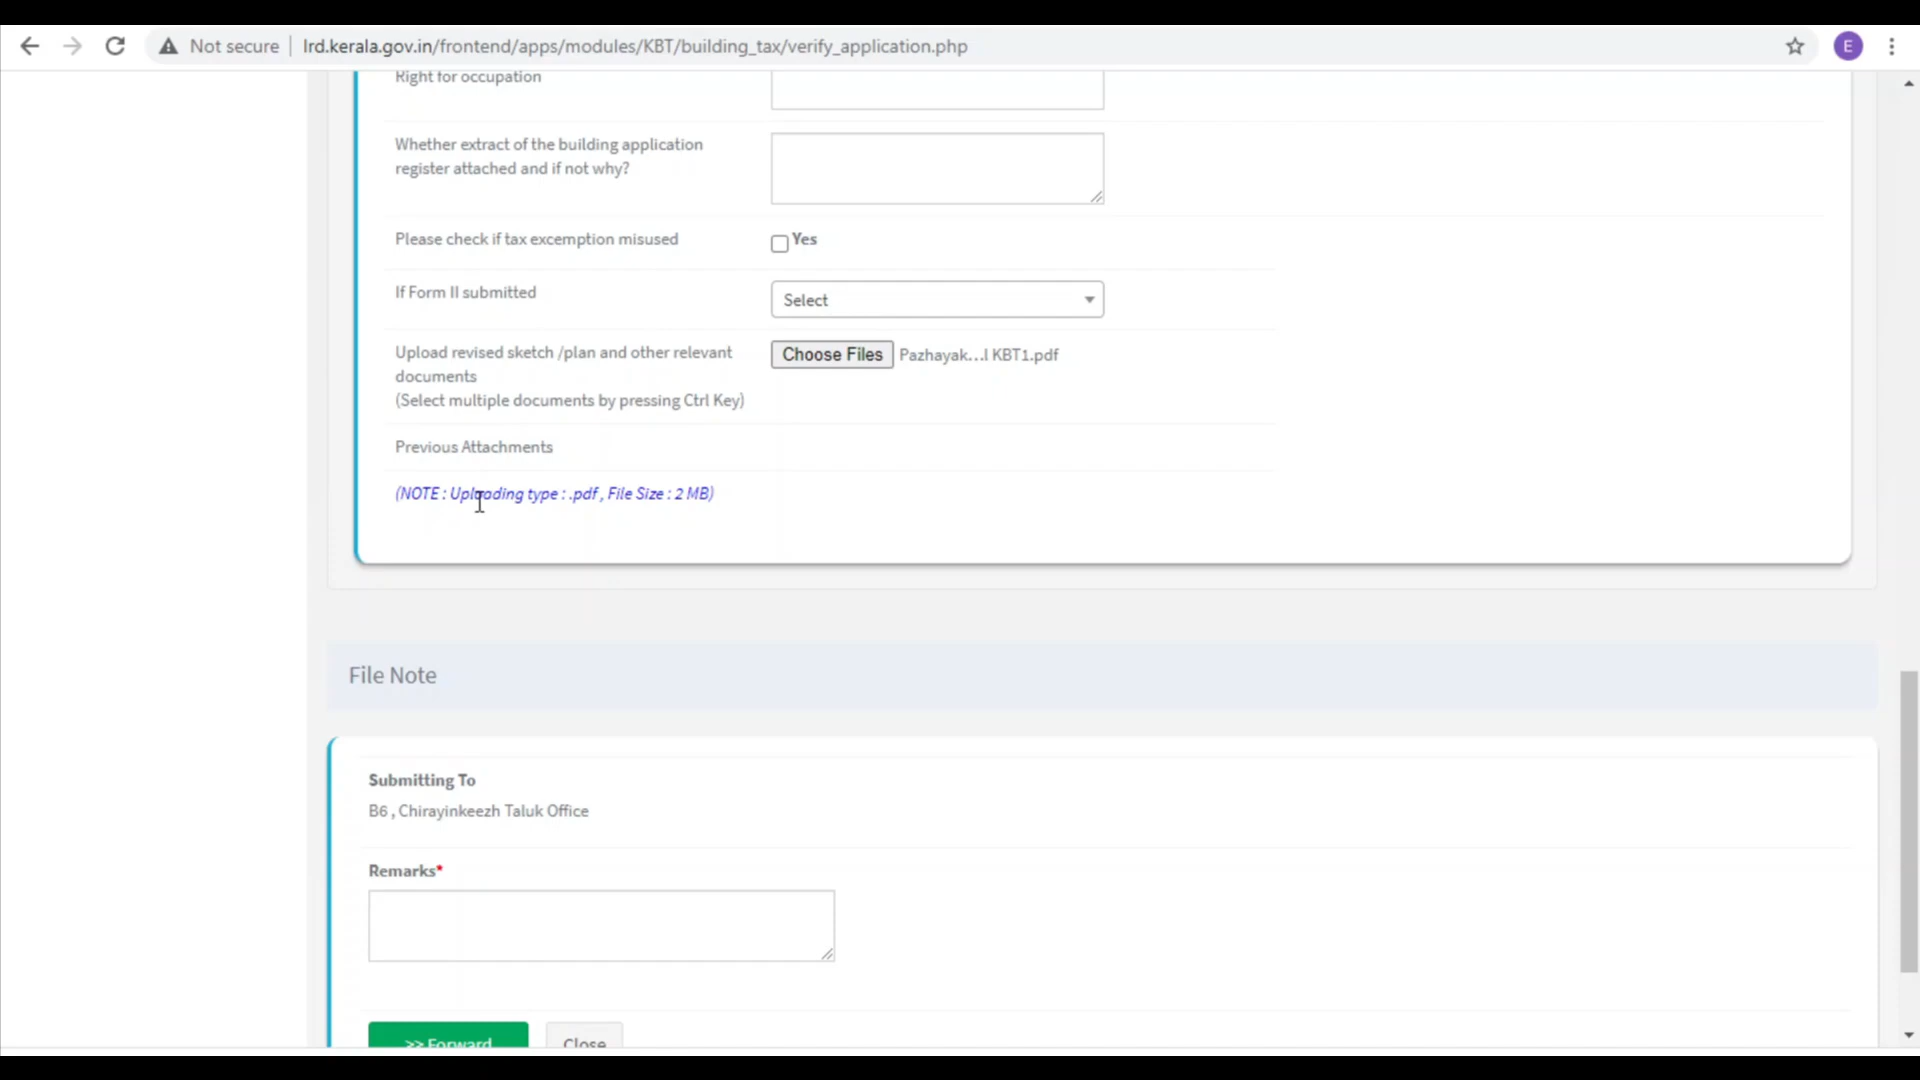 Not secure
lrd.kerala.gov.in/frontend/apps/modules/KBT/building_tax/verify_application.php
E
Right for occupation
Whether extract of the building application
register attached and if not why?
Please check if tax excemption misused
Yes
If Form II submitted
Select
Upload revised sketch /plan and other relevant
documents
(Select multiple documents by pressing Ctrl Key)
Choose Files Pazhayak...l KBT1.pdf
Previous Attachments
(NOTE : Uploading type : .pdf , File Size : 2 MB)
File Note
Submitting To
B6 , Chirayinkeezh Taluk Office
Remarks*
>> Forward
Close